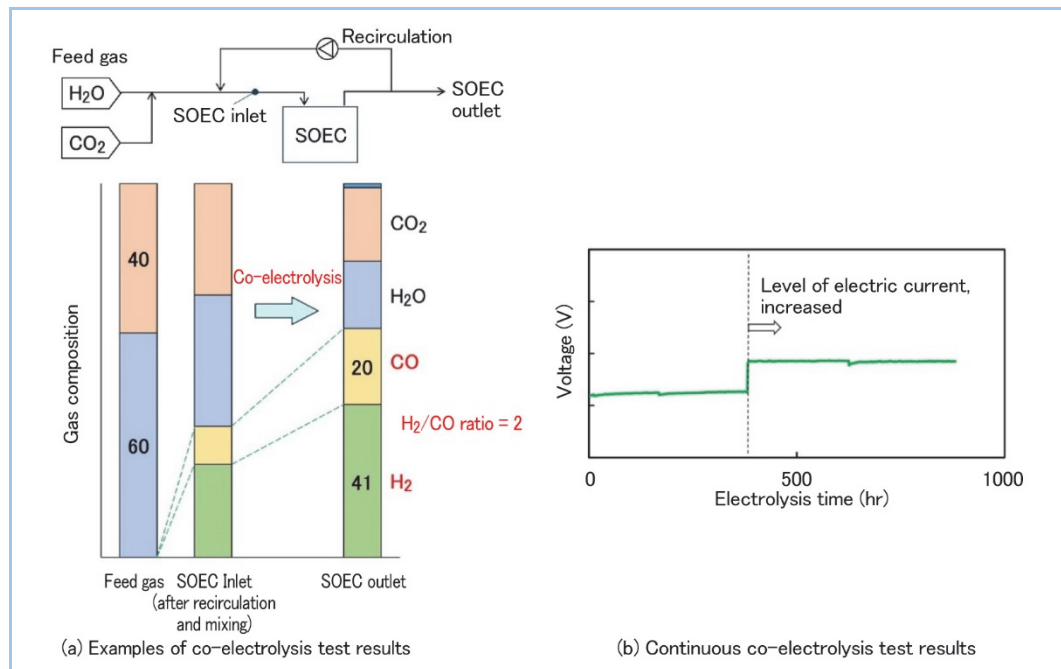 Recirculation
Feed gas
H₂O
CO₂
SOEC inlet
SOEC
SOEC
outlet
Gas composition
40
60
Co-electrolysis
20
41
CO₂
H₂O
CO
H₂/CO ratio = 2
H₂
Feed gas
SOEC Inlet
(after recirculation
and mixing)
SOEC outlet
(a) Examples of co-electrolysis test results
Voltage (V)
Level of electric current,
increased
0
500
1000
Electrolysis time (hr)
(b) Continuous co-electrolysis test results